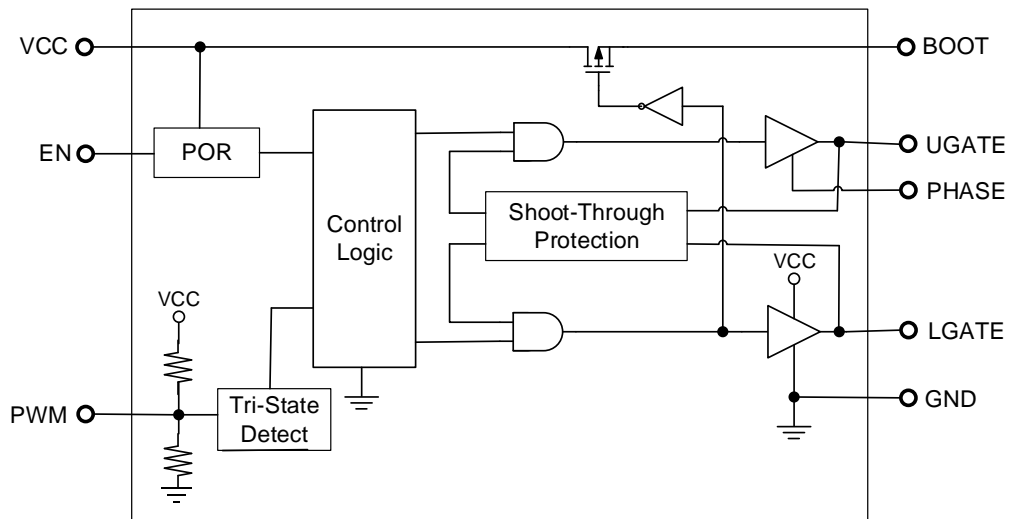 VCC
BOOT
EN
POR
UGATE
PHASE
Control
Logic
Shoot-Through
Protection
VCC
VCC
LGATE
PWM
Tri-State
Detect
GND